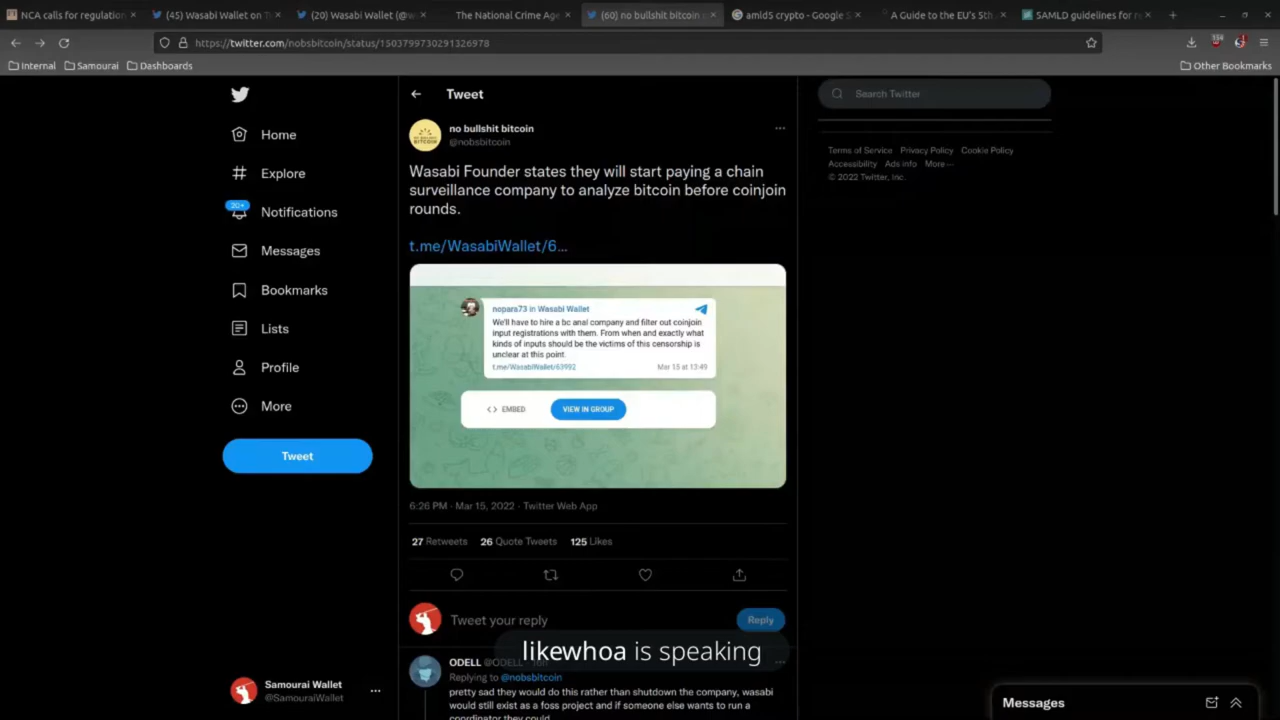 NCA calls for regulation
(45) Wasabi Wallet on T
(20) Wasabi Wallet (@w
The National Crime Age
(60) no bullshit bitcoin
amld5 crypto - Google S
A Guide to the EU's 5th
5AMLD guidelines for
https://twitter.com/nobsbitcoin/status/1503799730291326978
Internal
Samourai
Dashboards
Other Bookmarks
Home
Explore
20+
Notifications
Messages
Bookmarks
Lists
Profile
More
Tweet
Samourai Wallet
@SamouraiWallet
Tweet
no bullshit bitcoin
@nobsbitcoin
Wasabi Founder states they will start paying a chain
surveillance company to analyze bitcoin before coinjoin
rounds.
t.me/WasabiWallet/6…
nopara73 in Wasabi Wallet
We'll have to hire a bc anal company and filter out coinjoin
input registrations with them. From when and exactly what
kinds of inputs should be the victims of this censorship is
unclear at this point.
t.me/WasabiWallet/63992
Mar 15 at 13:49
<> EMBED
VIEW IN GROUP
6:26 PM · Mar 15, 2022 · Twitter Web App
27 Retweets 26 Quote Tweets 125 Likes
Tweet your reply
Reply
likewhoa is speaking
ODELL @ODELL
Replying to @nobsbitcoin
pretty sad they would do this rather than shutdown the company, wasabi
would still exist as a foss project and if someone else wants to run a
coordinator they could
Search Twitter
Terms of Service Privacy Policy Cookie Policy
Accessibility Ads info More ···
© 2022 Twitter, Inc.
Messages